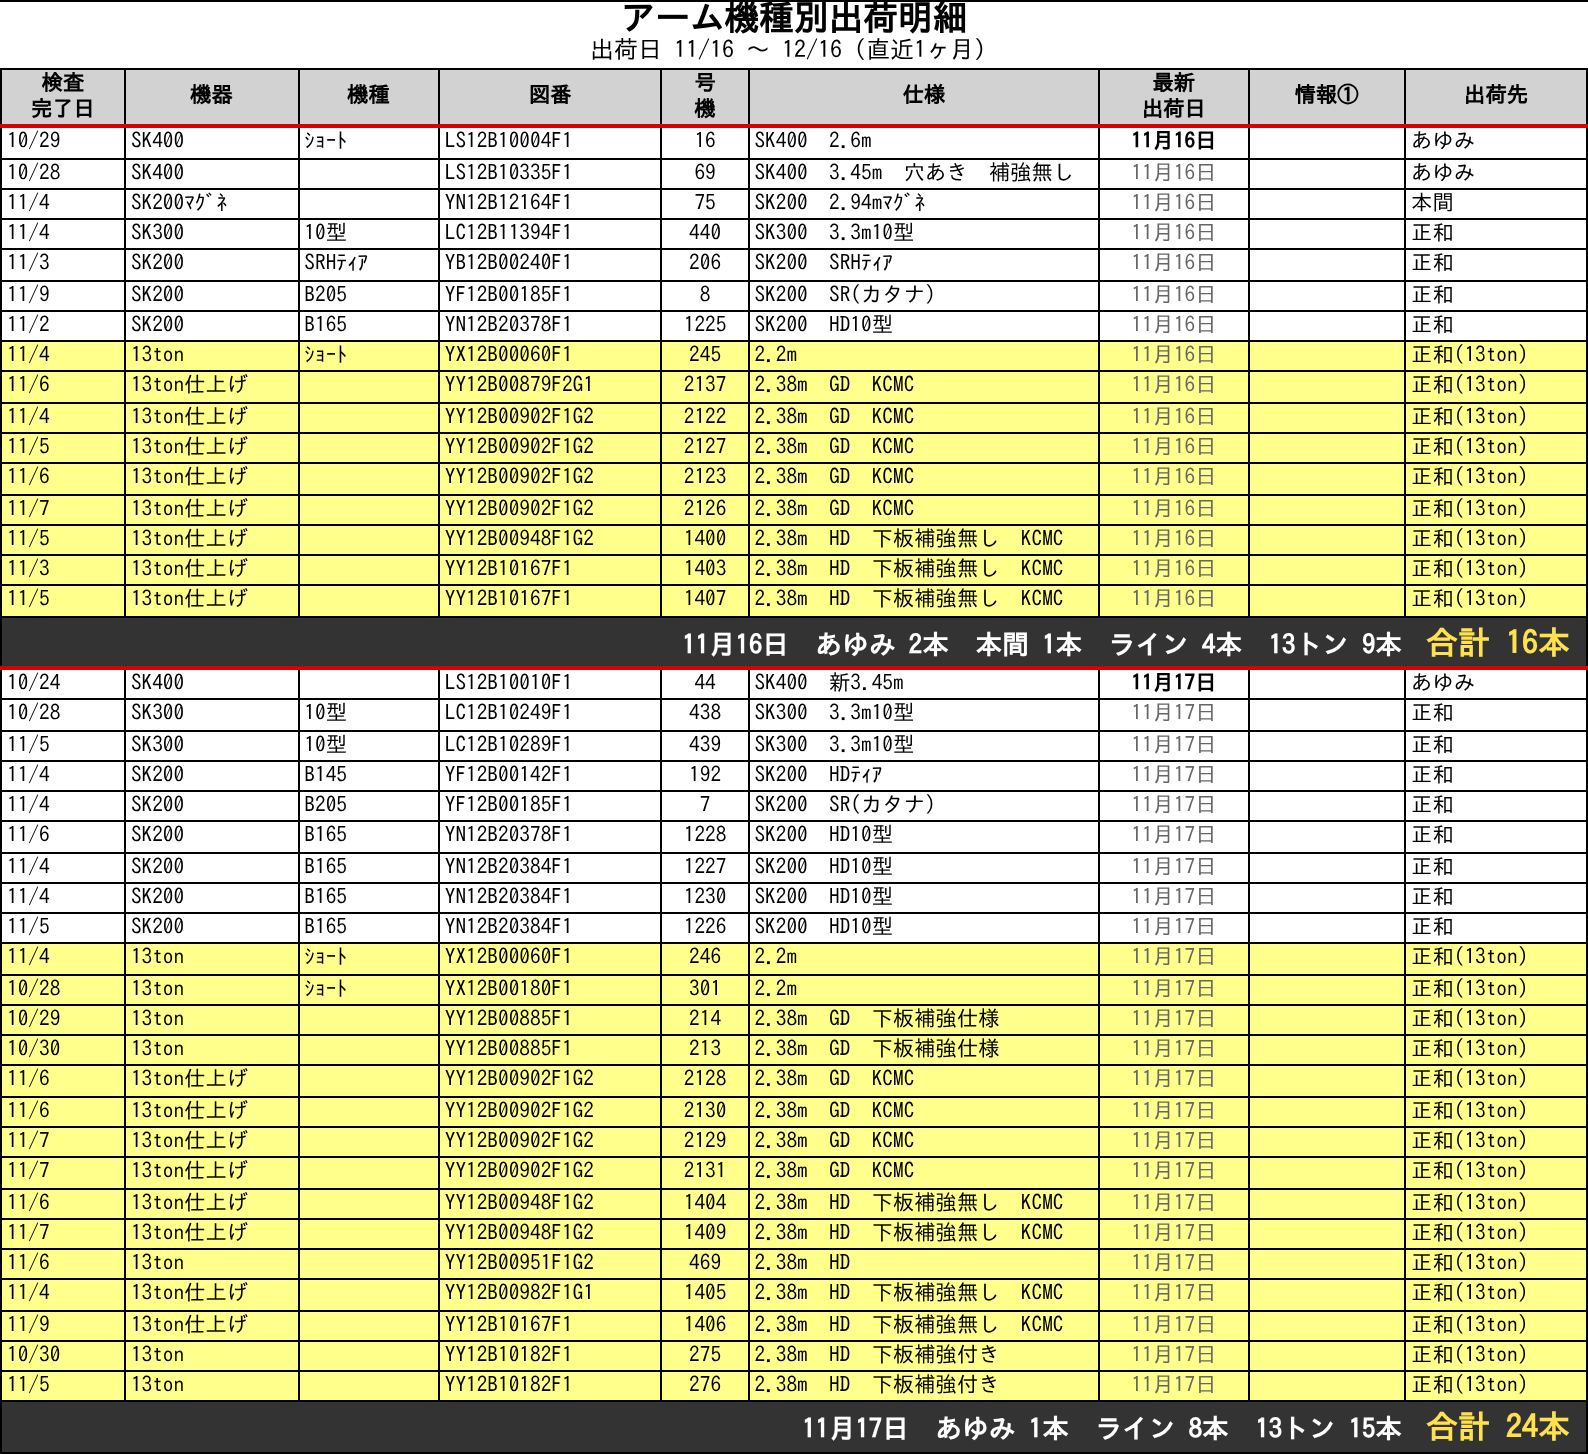 アーム機種別出荷明細
出荷日 11/16 ～ 12/16 (直近1ヶ月)
検査完了日 機器 機種 図番 号機 仕様 最新出荷日 情報① 出荷先
10/29 SK400 ｼｮｰﾄ LS12B10004F1 16 SK400 2.6m 11月16日 あゆみ
10/28 SK400 LS12B10335F1 69 SK400 3.45m 穴あき 補強無し 11月16日 あゆみ
11/4 SK200ﾏｸﾞﾈ YN12B12164F1 75 SK200 2.94mﾏｸﾞﾈ 11月16日 本間
11/4 SK300 10型 LC12B11394F1 440 SK300 3.3m10型 11月16日 正和
11/3 SK200 SRHﾃｨｱ YB12B00240F1 206 SK200 SRHﾃｨｱ 11月16日 正和
11/9 SK200 B205 YF12B00185F1 8 SK200 SR(カタナ) 11月16日 正和
11/2 SK200 B165 YN12B20378F1 1225 SK200 HD10型 11月16日 正和
11/4 13ton ｼｮｰﾄ YX12B00060F1 245 2.2m 11月16日 正和(13ton)
11/6 13ton仕上げ YY12B00879F2G1 2137 2.38m GD KCMC 11月16日 正和(13ton)
11/4 13ton仕上げ YY12B00902F1G2 2122 2.38m GD KCMC 11月16日 正和(13ton)
11/5 13ton仕上げ YY12B00902F1G2 2127 2.38m GD KCMC 11月16日 正和(13ton)
11/6 13ton仕上げ YY12B00902F1G2 2123 2.38m GD KCMC 11月16日 正和(13ton)
11/7 13ton仕上げ YY12B00902F1G2 2126 2.38m GD KCMC 11月16日 正和(13ton)
11/5 13ton仕上げ YY12B00948F1G2 1400 2.38m HD 下板補強無し KCMC 11月16日 正和(13ton)
11/3 13ton仕上げ YY12B10167F1 1403 2.38m HD 下板補強無し KCMC 11月16日 正和(13ton)
11/5 13ton仕上げ YY12B10167F1 1407 2.38m HD 下板補強無し KCMC 11月16日 正和(13ton)
11月16日 あゆみ 2本 本間 1本 ライン 4本 13トン 9本 合計 16本
10/24 SK400 LS12B10010F1 44 SK400 新3.45m 11月17日 あゆみ
10/28 SK300 10型 LC12B10249F1 438 SK300 3.3m10型 11月17日 正和
11/5 SK300 10型 LC12B10289F1 439 SK300 3.3m10型 11月17日 正和
11/4 SK200 B145 YF12B00142F1 192 SK200 HDﾃｨｱ 11月17日 正和
11/4 SK200 B205 YF12B00185F1 7 SK200 SR(カタナ) 11月17日 正和
11/6 SK200 B165 YN12B20378F1 1228 SK200 HD10型 11月17日 正和
11/4 SK200 B165 YN12B20384F1 1227 SK200 HD10型 11月17日 正和
11/4 SK200 B165 YN12B20384F1 1230 SK200 HD10型 11月17日 正和
11/5 SK200 B165 YN12B20384F1 1226 SK200 HD10型 11月17日 正和
11/4 13ton ｼｮｰﾄ YX12B00060F1 246 2.2m 11月17日 正和(13ton)
10/28 13ton ｼｮｰﾄ YX12B00180F1 301 2.2m 11月17日 正和(13ton)
10/29 13ton YY12B00885F1 214 2.38m GD 下板補強仕様 11月17日 正和(13ton)
10/30 13ton YY12B00885F1 213 2.38m GD 下板補強仕様 11月17日 正和(13ton)
11/6 13ton仕上げ YY12B00902F1G2 2128 2.38m GD KCMC 11月17日 正和(13ton)
11/6 13ton仕上げ YY12B00902F1G2 2130 2.38m GD KCMC 11月17日 正和(13ton)
11/7 13ton仕上げ YY12B00902F1G2 2129 2.38m GD KCMC 11月17日 正和(13ton)
11/7 13ton仕上げ YY12B00902F1G2 2131 2.38m GD KCMC 11月17日 正和(13ton)
11/6 13ton仕上げ YY12B00948F1G2 1404 2.38m HD 下板補強無し KCMC 11月17日 正和(13ton)
11/7 13ton仕上げ YY12B00948F1G2 1409 2.38m HD 下板補強無し KCMC 11月17日 正和(13ton)
11/6 13ton YY12B00951F1G2 469 2.38m HD 11月17日 正和(13ton)
11/4 13ton仕上げ YY12B00982F1G1 1405 2.38m HD 下板補強無し KCMC 11月17日 正和(13ton)
11/9 13ton仕上げ YY12B10167F1 1406 2.38m HD 下板補強無し KCMC 11月17日 正和(13ton)
10/30 13ton YY12B10182F1 275 2.38m HD 下板補強付き 11月17日 正和(13ton)
11/5 13ton YY12B10182F1 276 2.38m HD 下板補強付き 11月17日 正和(13ton)
11月17日 あゆみ 1本 ライン 8本 13トン 15本 合計 24本